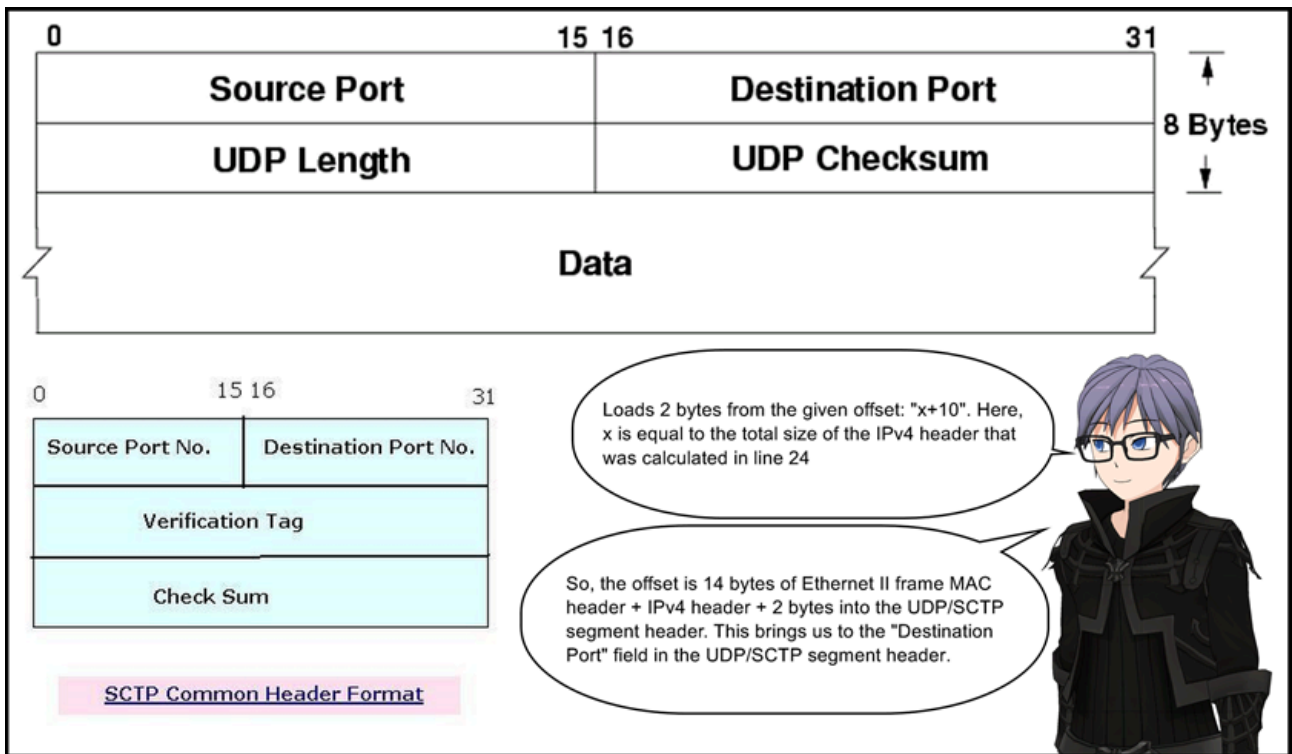 0 15 16 31
Source Port Destination Port
8 Bytes
UDP Length UDP Checksum
Data
0 15 16 31
Source Port No. Destination Port No.
Verification Tag
Check Sum
SCTP Common Header Format
Loads 2 bytes from the given offset: "x+10". Here,
x is equal to the total size of the IPv4 header that
was calculated in line 24
So, the offset is 14 bytes of Ethernet II frame MAC
header + IPv4 header + 2 bytes into the UDP/SCTP
segment header. This brings us to the "Destination
Port" field in the UDP/SCTP segment header.